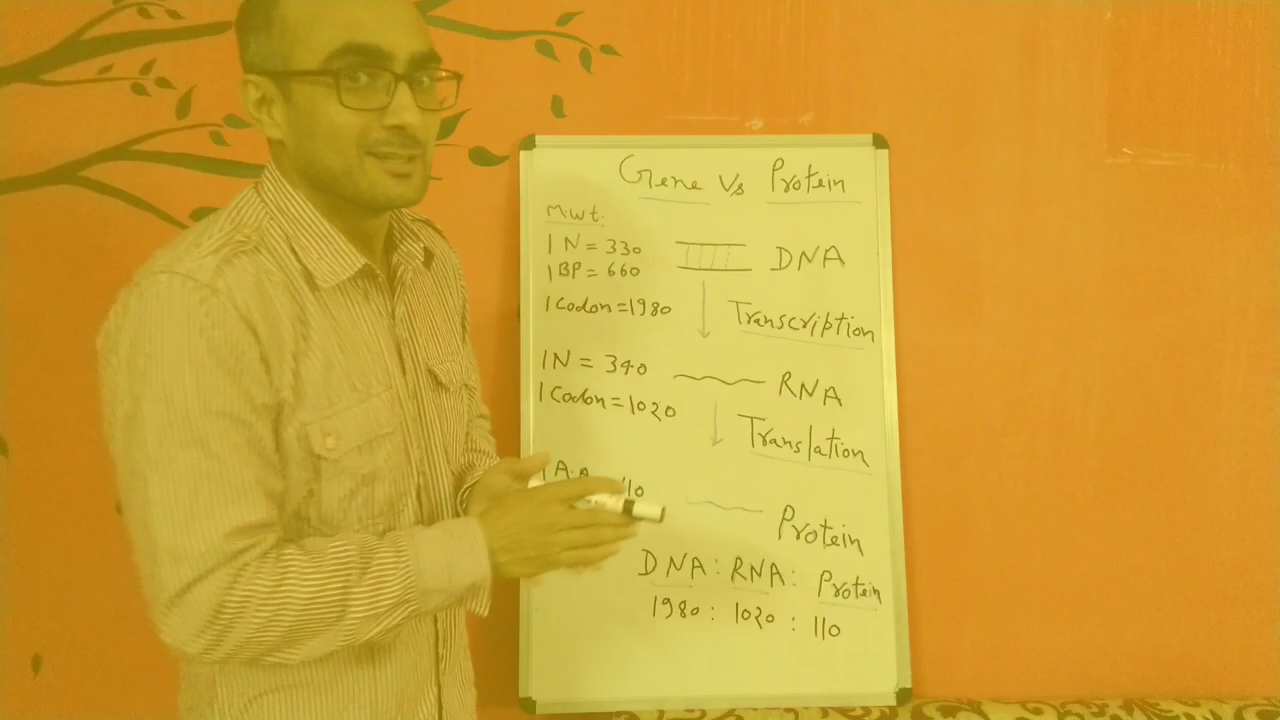 Gene Vs Protein
M.wt.
1 N = 330
1 BP = 660
1 Codon = 1980
DNA
Transcription
1N = 340
1 Codon = 1020
RNA
Translation
1 A.A 110
Protein
DNA : RNA : Protein
1980 : 1020 : 110